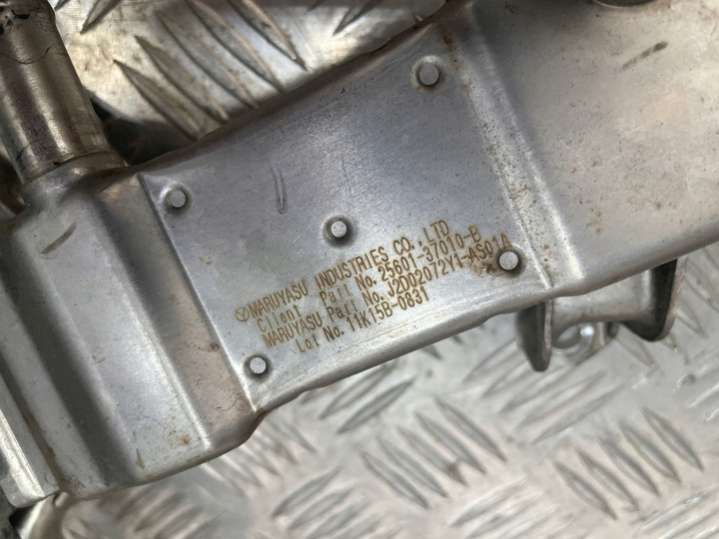 MARUYASU INDUSTRIES CO., LTD
Client Part No. 25601-37010-B
MARUYASU Part No. J2D02072Y1-AS01A
Lot No. 11K15B-0831